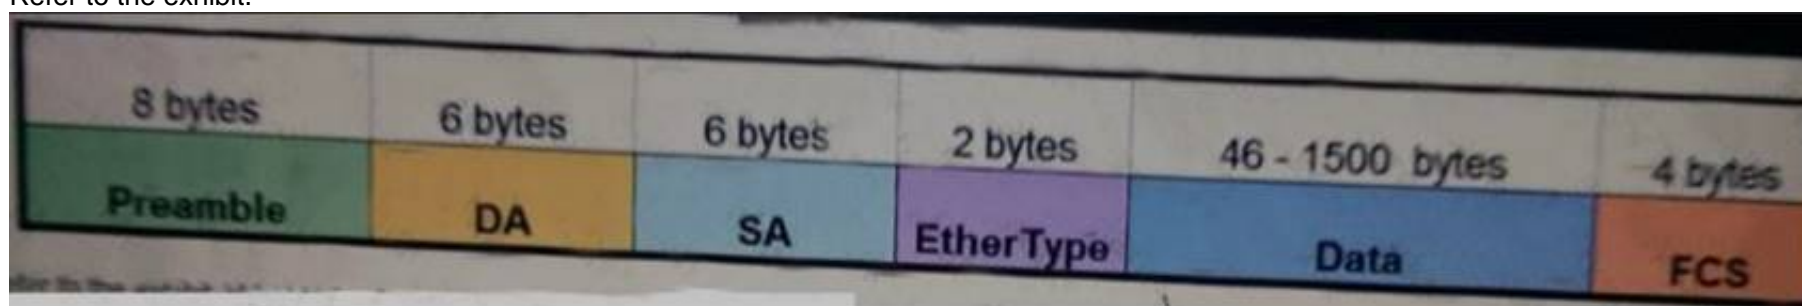 Refer to the exhibit.
8 bytes 6 bytes 6 bytes 2 bytes 46 - 1500 bytes 4 bytes
Preamble DA SA EtherType Data FCS